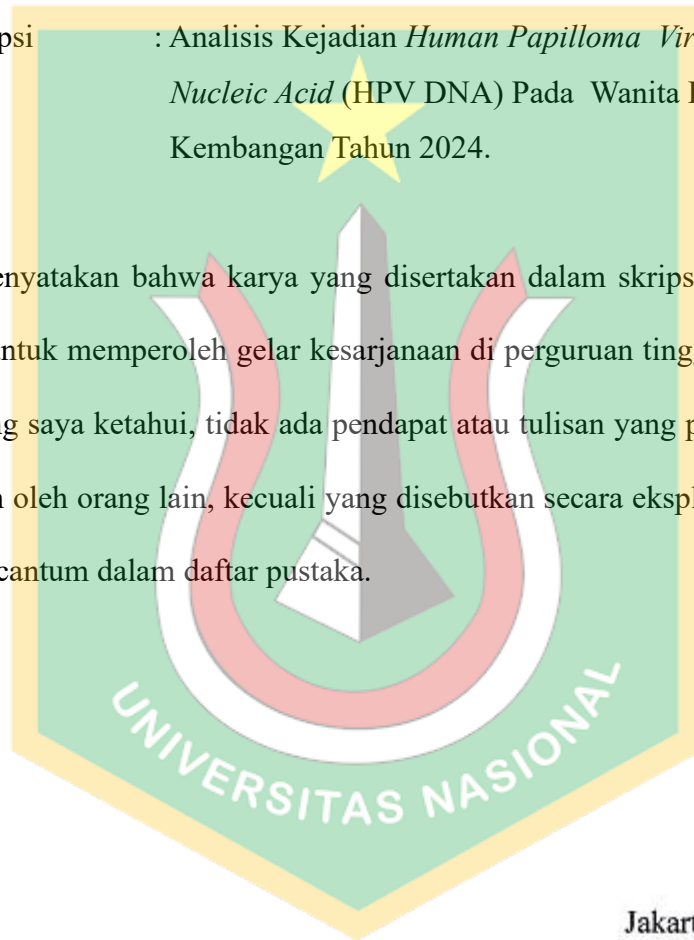 psi : Analisis Kejadian Human Papilloma Vir
Nucleic Acid (HPV DNA) Pada Wanita
Kembangan Tahun 2024.
enyatakan bahwa karya yang disertakan dalam skrips
untuk memperoleh gelar kesarjanaan di perguruan ting
ng saya ketahui, tidak ada pendapat atau tulisan yang p
n oleh orang lain, kecuali yang disebutkan secara ekspl
cantum dalam daftar pustaka.
UNIVERSITAS NASIONAL
Jakart